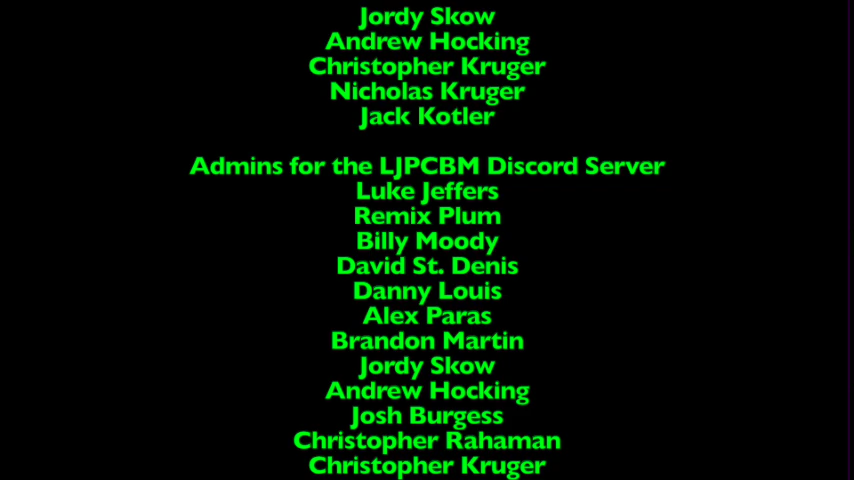 Jordy Skow
Andrew Hocking
Christopher Kruger
Nicholas Kruger
Jack Kotler
Admins for the LJPCBM Discord Server
Luke Jeffers
Remix Plum
Billy Moody
David St. Denis
Danny Louis
Alex Paras
Brandon Martin
Jordy Skow
Andrew Hocking
Josh Burgess
Christopher Rahaman
Christopher Kruger